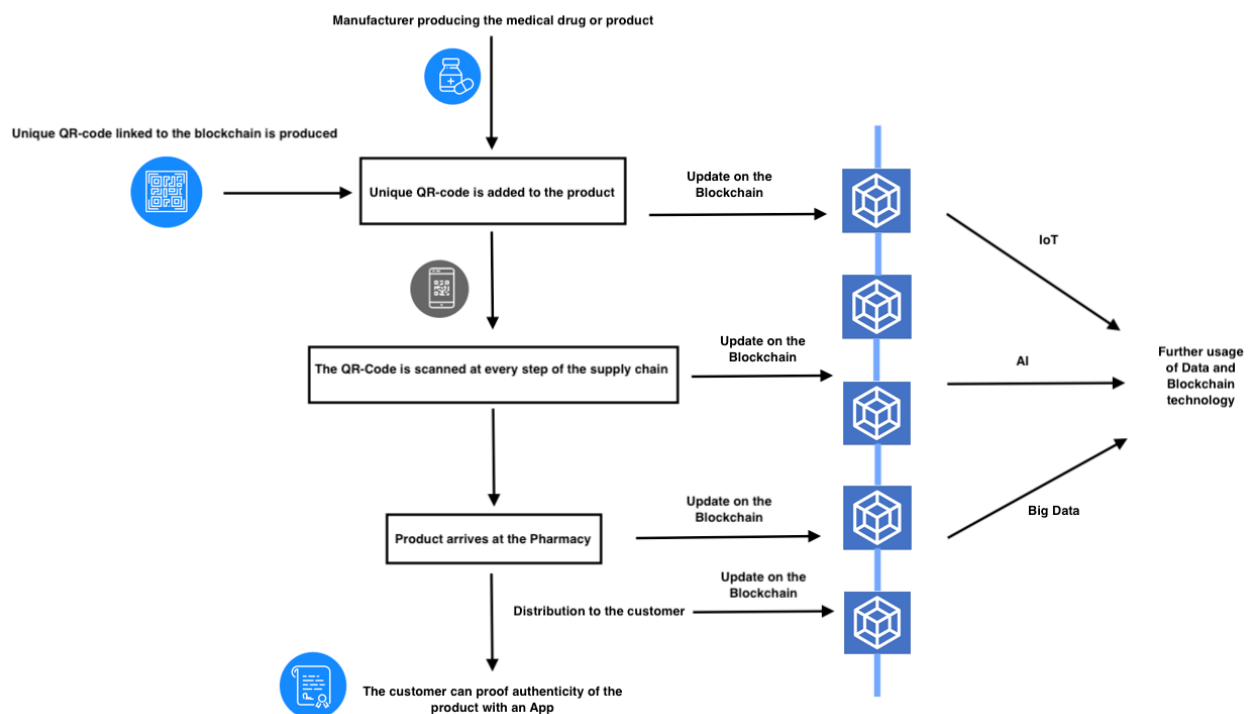 Manufacturer producing the medical drug or product
Unique QR-code linked to the blockchain is produced
Unique QR-code is added to the product
Update on the
Blockchain
IoT
The QR-Code is scanned at every step of the supply chain
Update on the
Blockchain
AI
Further usage
of Data and
Blockchain
technology
Product arrives at the Pharmacy
Update on the
Blockchain
Big Data
Distribution to the customer
Update on the
Blockchain
The customer can proof authenticity of the
product with an App